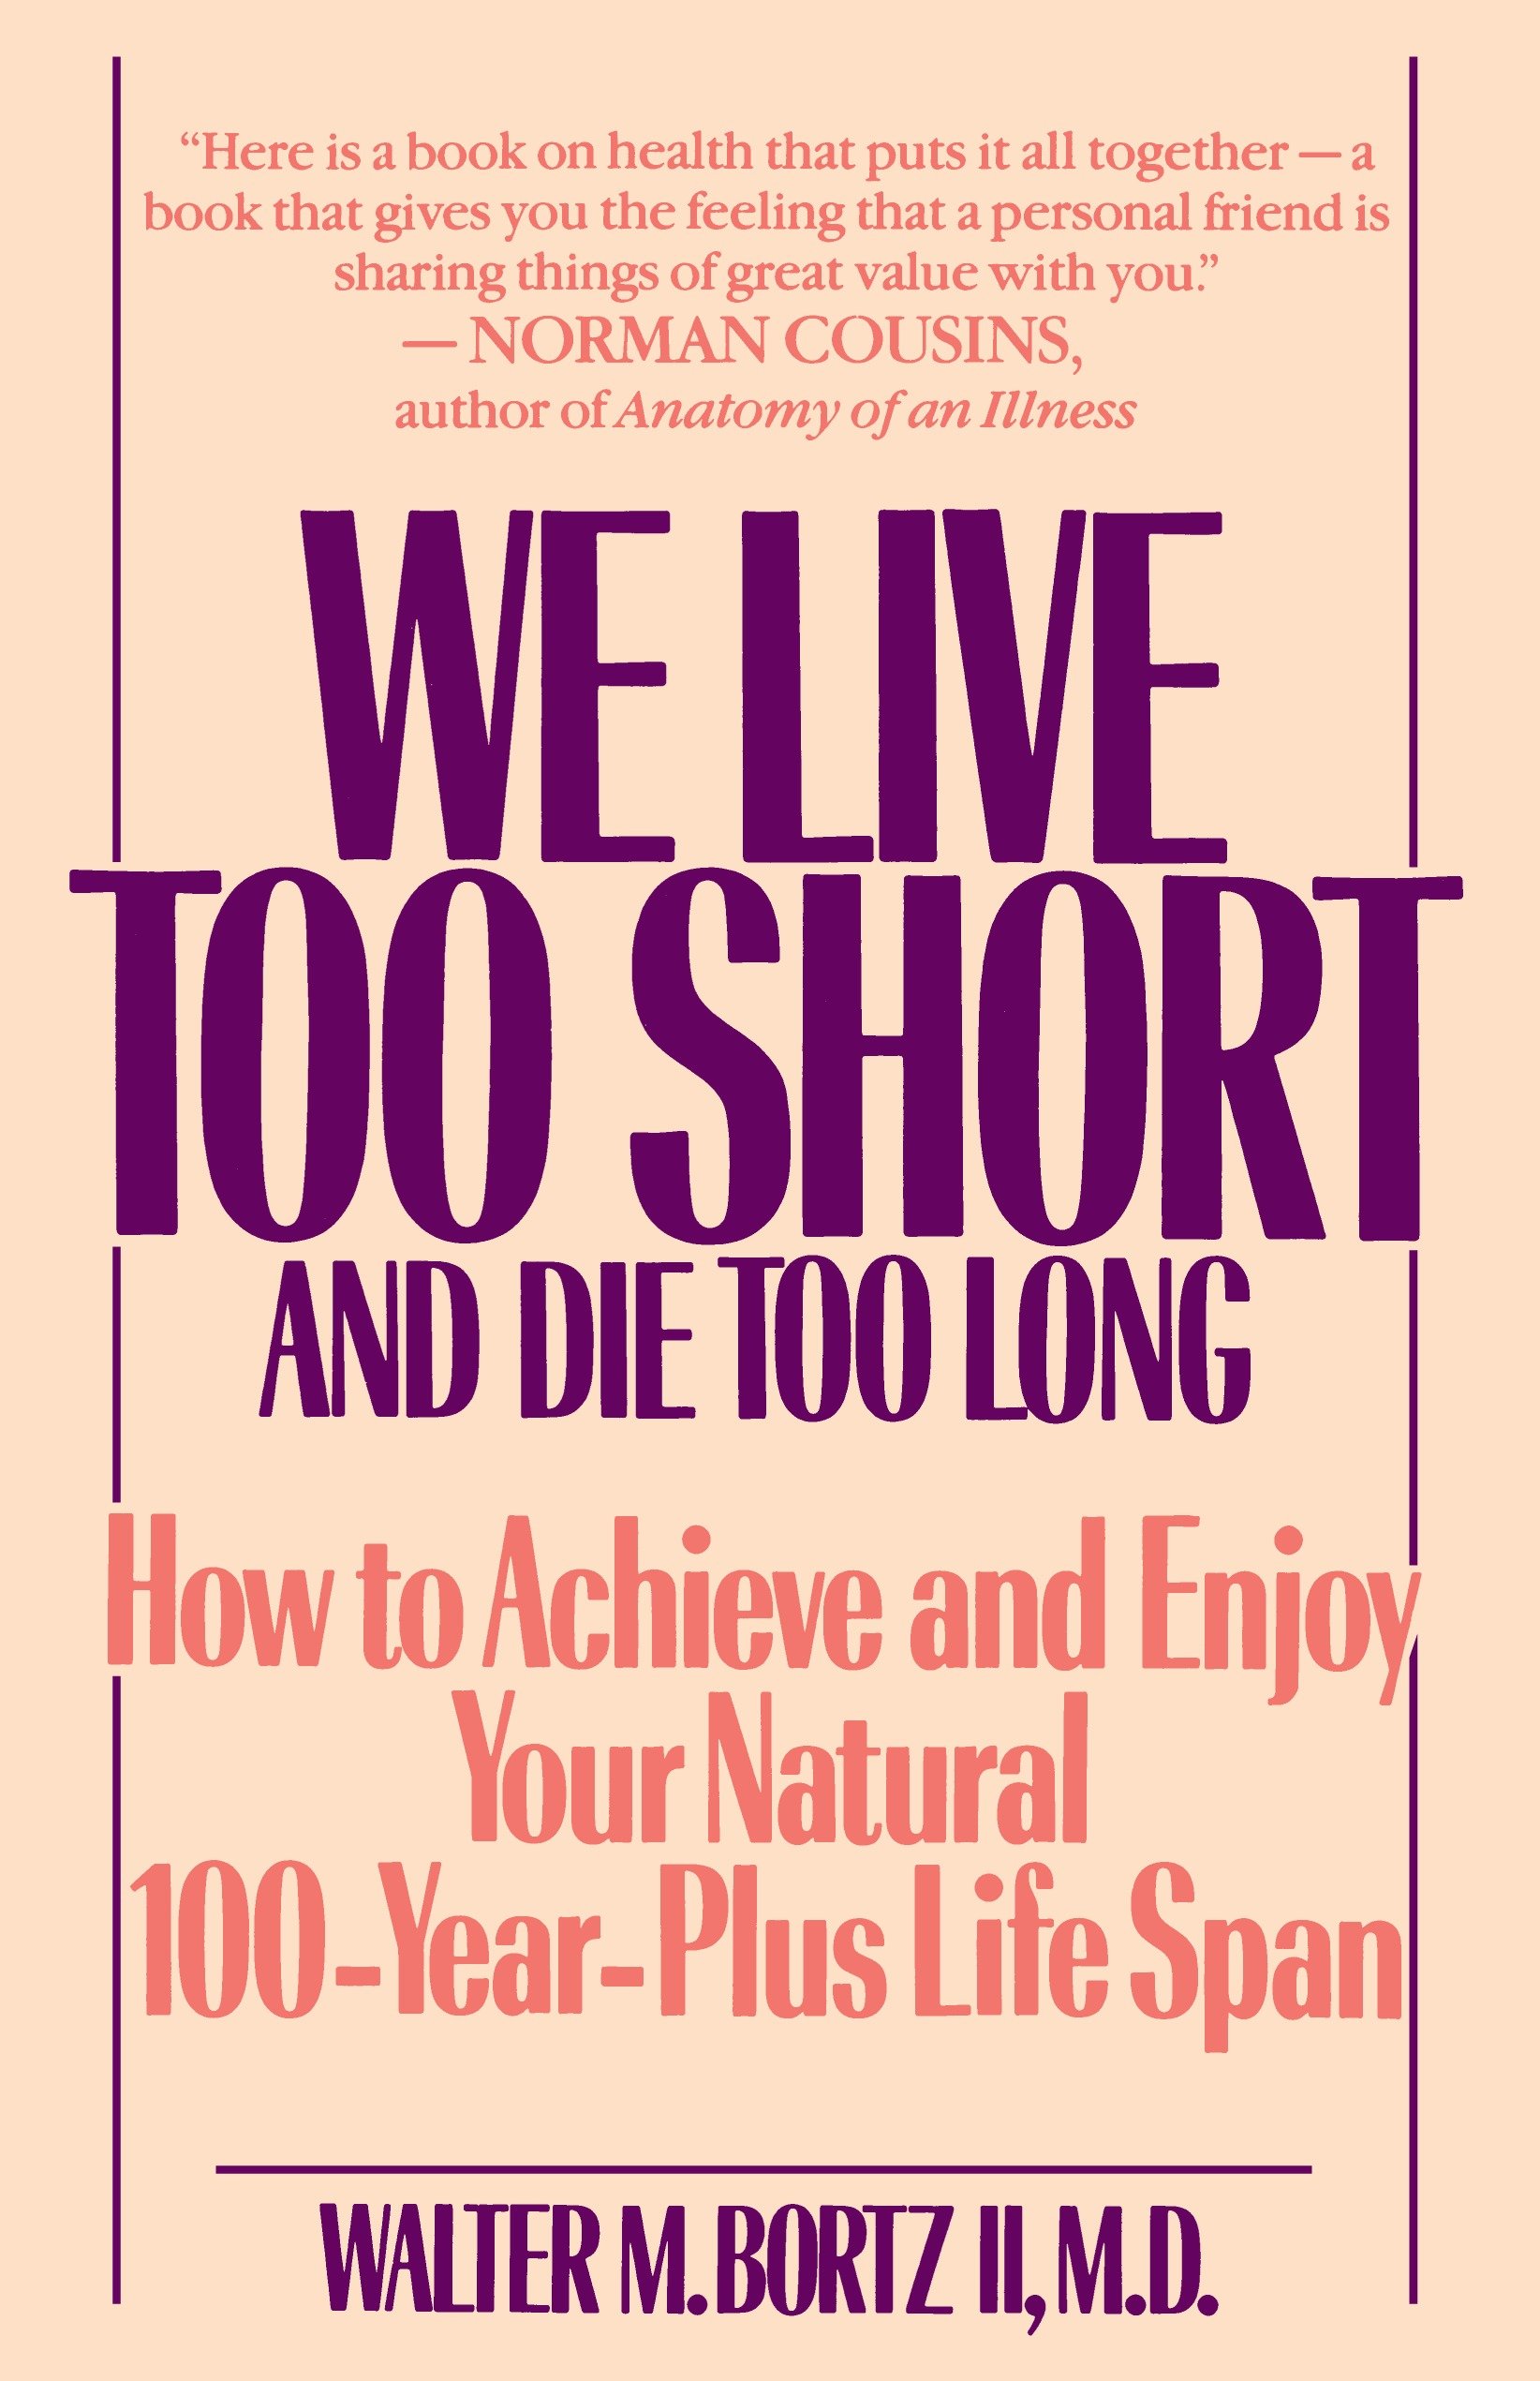 “Here is a book on health that puts it all together — a
book that gives you the feeling that a personal friend is
sharing things of great value with you.”
— NORMAN COUSINS,
author of Anatomy of an Illness
WE LIVE
TOO SHORT
AND DIE TOO LONG
How to Achieve and Enjoy
Your Natural
100-Year-Plus Life Span
WALTER M. BORTZ II, M.D.